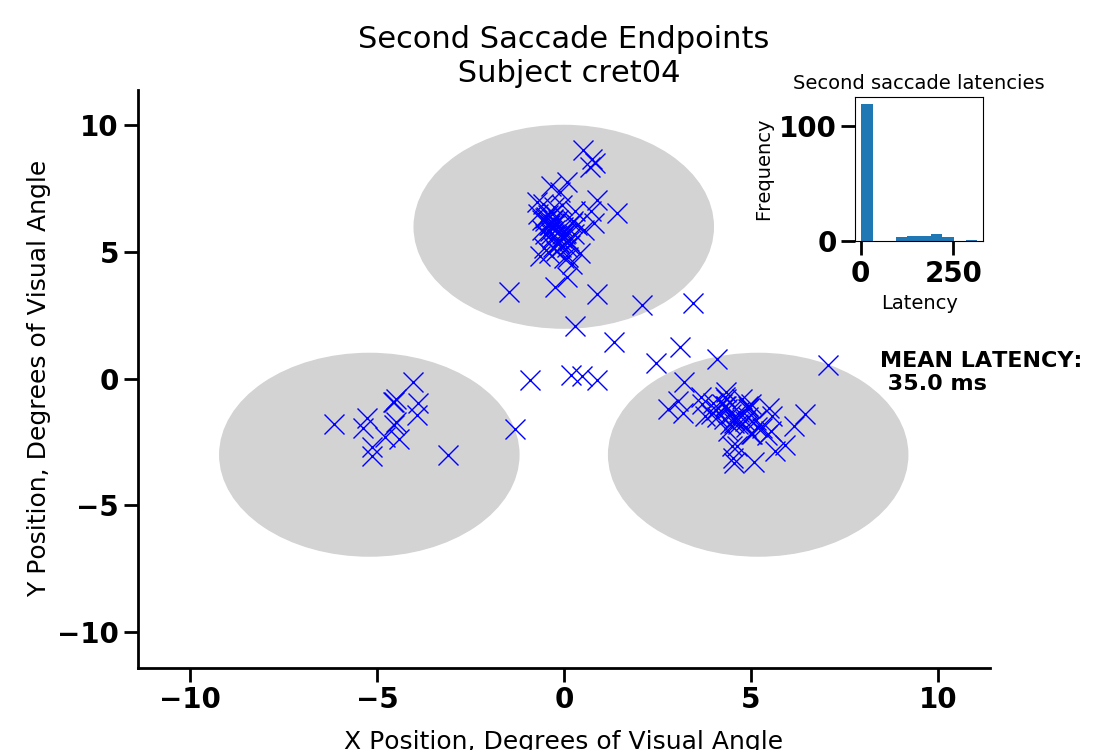 Second Saccade Endpoints
Subject cret04
Second saccade latencies
Frequency
100
0
0
250
Latency
MEAN LATENCY:
35.0 ms
Y Position, Degrees of Visual Angle
10
5
0
−5
−10
−10
−5
0
5
10
X Position, Degrees of Visual Angle